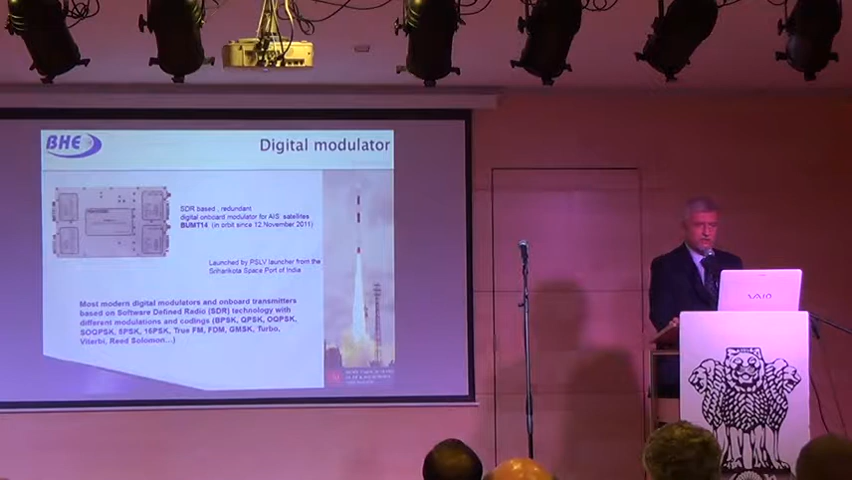 BHE
Digital modulator
SDR based , redundant
digital onboard modulator for AIS satellites
BUMT14 (in orbit since 12.November 2011)
Launched by PSLV launcher from the
Sriharikota Space Port of India
Most modern digital modulators and onboard transmitters
based on Software Defined Radio (SDR) technology with
different modulations and codings (BPSK, QPSK, OQPSK,
SOQPSK, 8PSK, 16PSK, True FM, FDM, GMSK, Turbo,
Viterbi, Reed Solomon...)
VAIO